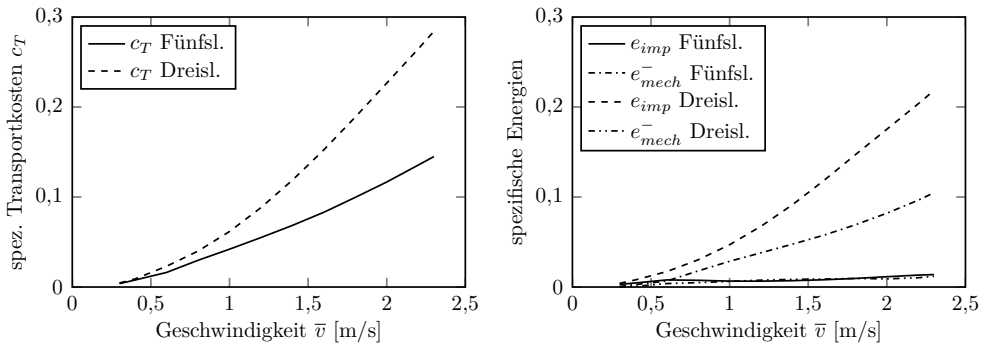 0,3
0,2
0,1
0
0
0,5
1
1,5
2
2,5
spez. Transportkosten c_T
Geschwindigkeit v̅ [m/s]
c_T Fünfsl.
c_T Dreisl.
0,3
0,2
0,1
0
0
0,5
1
1,5
2
2,5
spezifische Energien
Geschwindigkeit v̅ [m/s]
e_imp Fünfsl.
e⁻_mech Fünfsl.
e_imp Dreisl.
e⁻_mech Dreisl.